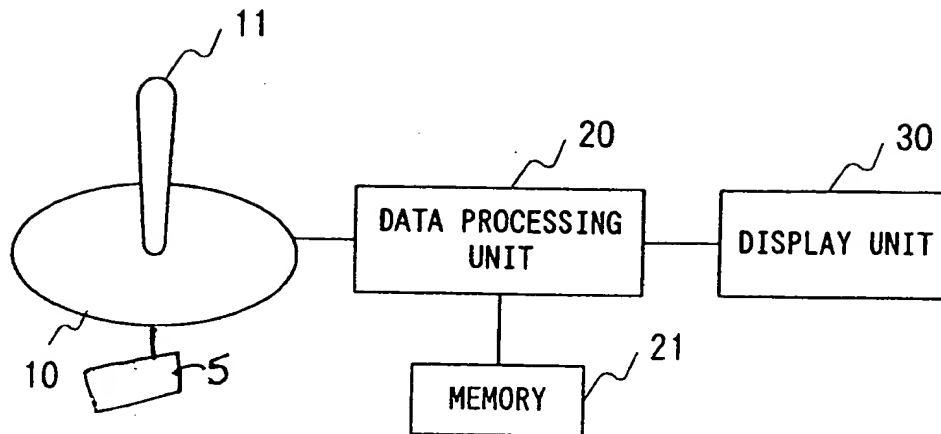 11
20
30
DATA PROCESSING
UNIT
DISPLAY UNIT
10
5
21
MEMORY